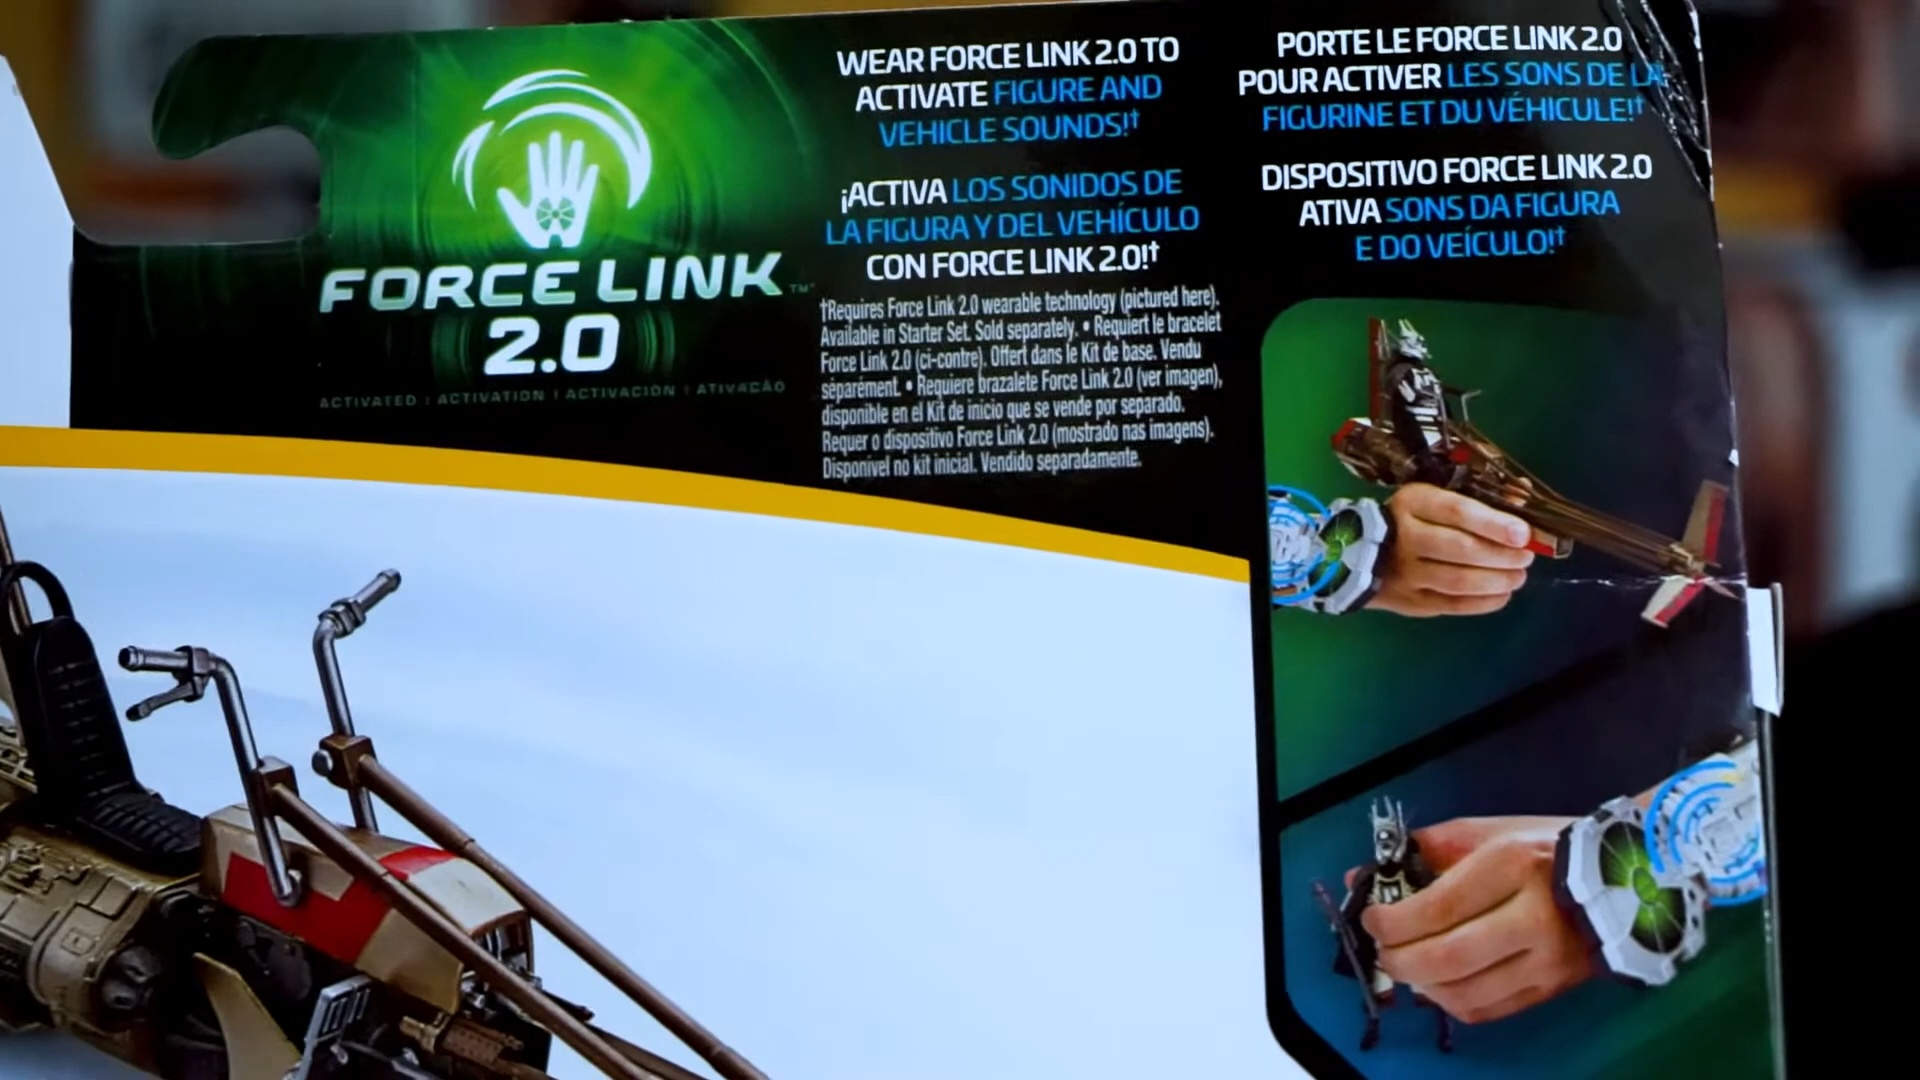 FORCE LINK™
2.0
ACTIVATED | ACTIVATION | ACTIVACIÓN | ATIVAÇÃO
WEAR FORCE LINK 2.0 TO
ACTIVATE FIGURE AND
VEHICLE SOUNDS!†
¡ACTIVA LOS SONIDOS DE
LA FIGURA Y DEL VEHÍCULO
CON FORCE LINK 2.0!†
†Requires Force Link 2.0 wearable technology (pictured here).
Available in Starter Set. Sold separately. • Requiert le bracelet
Force Link 2.0 (ci-contre). Offert dans le Kit de base. Vendu
séparément. • Requiere brazalete Force Link 2.0 (ver imagen),
disponible en el Kit de inicio que se vende por separado.
Requer o dispositivo Force Link 2.0 (mostrado nas imagens).
Disponível no kit inicial. Vendido separadamente.
PORTE LE FORCE LINK 2.0
POUR ACTIVER LES SONS DE LA
FIGURINE ET DU VÉHICULE!†
DISPOSITIVO FORCE LINK 2.0
ATIVA SONS DA FIGURA
E DO VEÍCULO!†